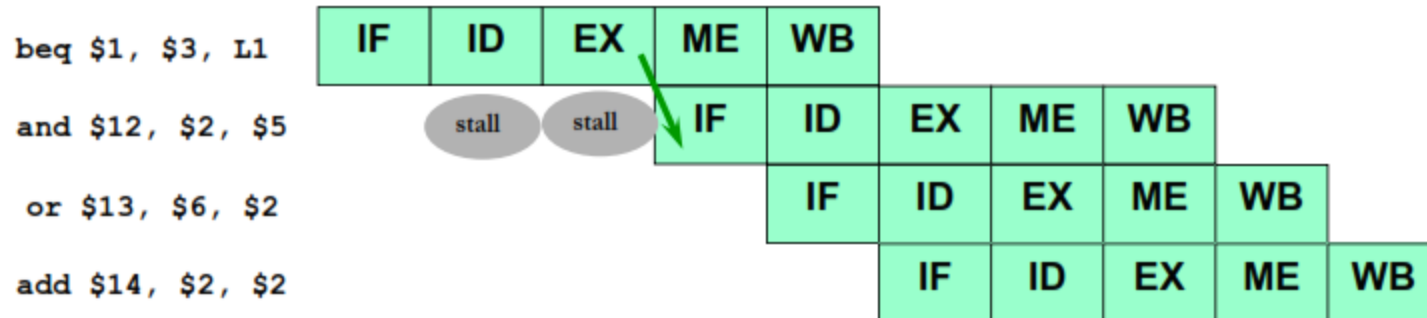 beq $1, $3, L1 IF ID EX ME WB
and $12, $2, $5 stall stall IF ID EX ME WB
or $13, $6, $2 IF ID EX ME WB
add $14, $2, $2 IF ID EX ME WB